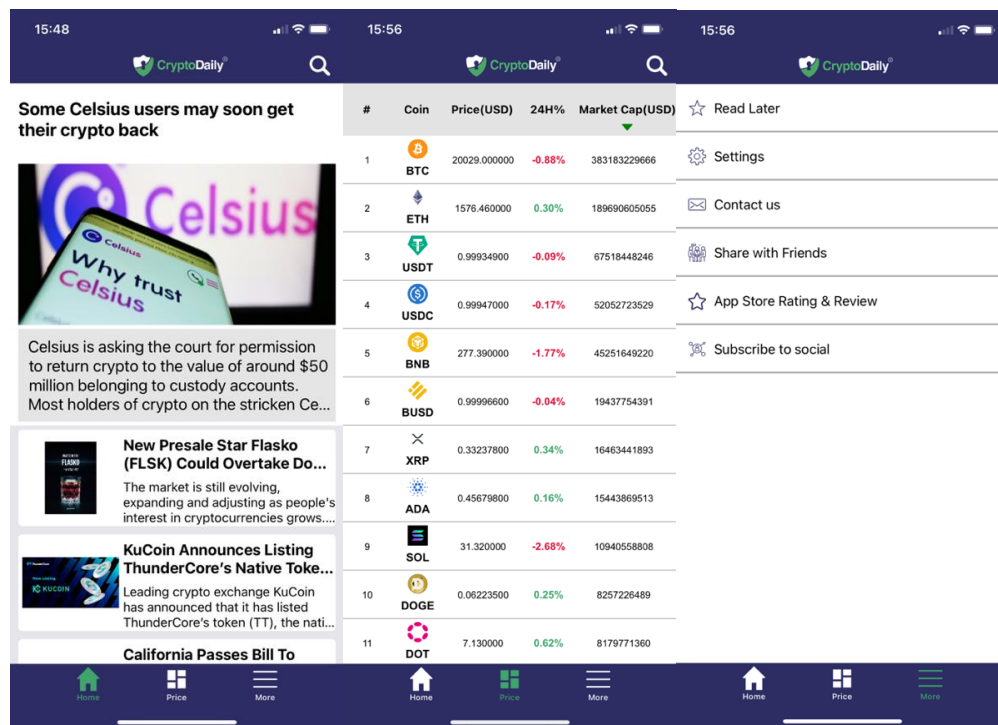 15:48
CryptoDaily®
Some Celsius users may soon get
their crypto back
Celsius
Celsius
Why trust
Celsius
Celsius is asking the court for permission
to return crypto to the value of around $50
million belonging to custody accounts.
Most holders of crypto on the stricken Ce...
FLASKO
New Presale Star Flasko
(FLSK) Could Overtake Do...
The market is still evolving,
expanding and adjusting as people's
interest in cryptocurrencies grows....
KUCOIN
KuCoin Announces Listing
ThunderCore's Native Toke...
Leading crypto exchange KuCoin
has announced that it has listed
ThunderCore's token (TT), the nati...
California Passes Bill To
Home Price More
15:56
CryptoDaily®
# Coin Price(USD) 24H% Market Cap(USD)
1 BTC 20029.000000 -0.88% 383183229666
2 ETH 1576.460000 0.30% 189690605055
3 USDT 0.99934900 -0.09% 67518448246
4 USDC 0.99947000 -0.17% 52052723529
5 BNB 277.390000 -1.77% 45251649220
6 BUSD 0.99996600 -0.04% 19437754391
7 XRP 0.33237800 0.34% 16463441893
8 ADA 0.45679800 0.16% 15443869513
9 SOL 31.320000 -2.68% 10940558808
10 DOGE 0.06223500 0.25% 8257226489
11 DOT 7.130000 0.62% 8179771360
Home Price More
15:56
CryptoDaily®
Read Later
Settings
Contact us
Share with Friends
App Store Rating & Review
Subscribe to social
Home Price More